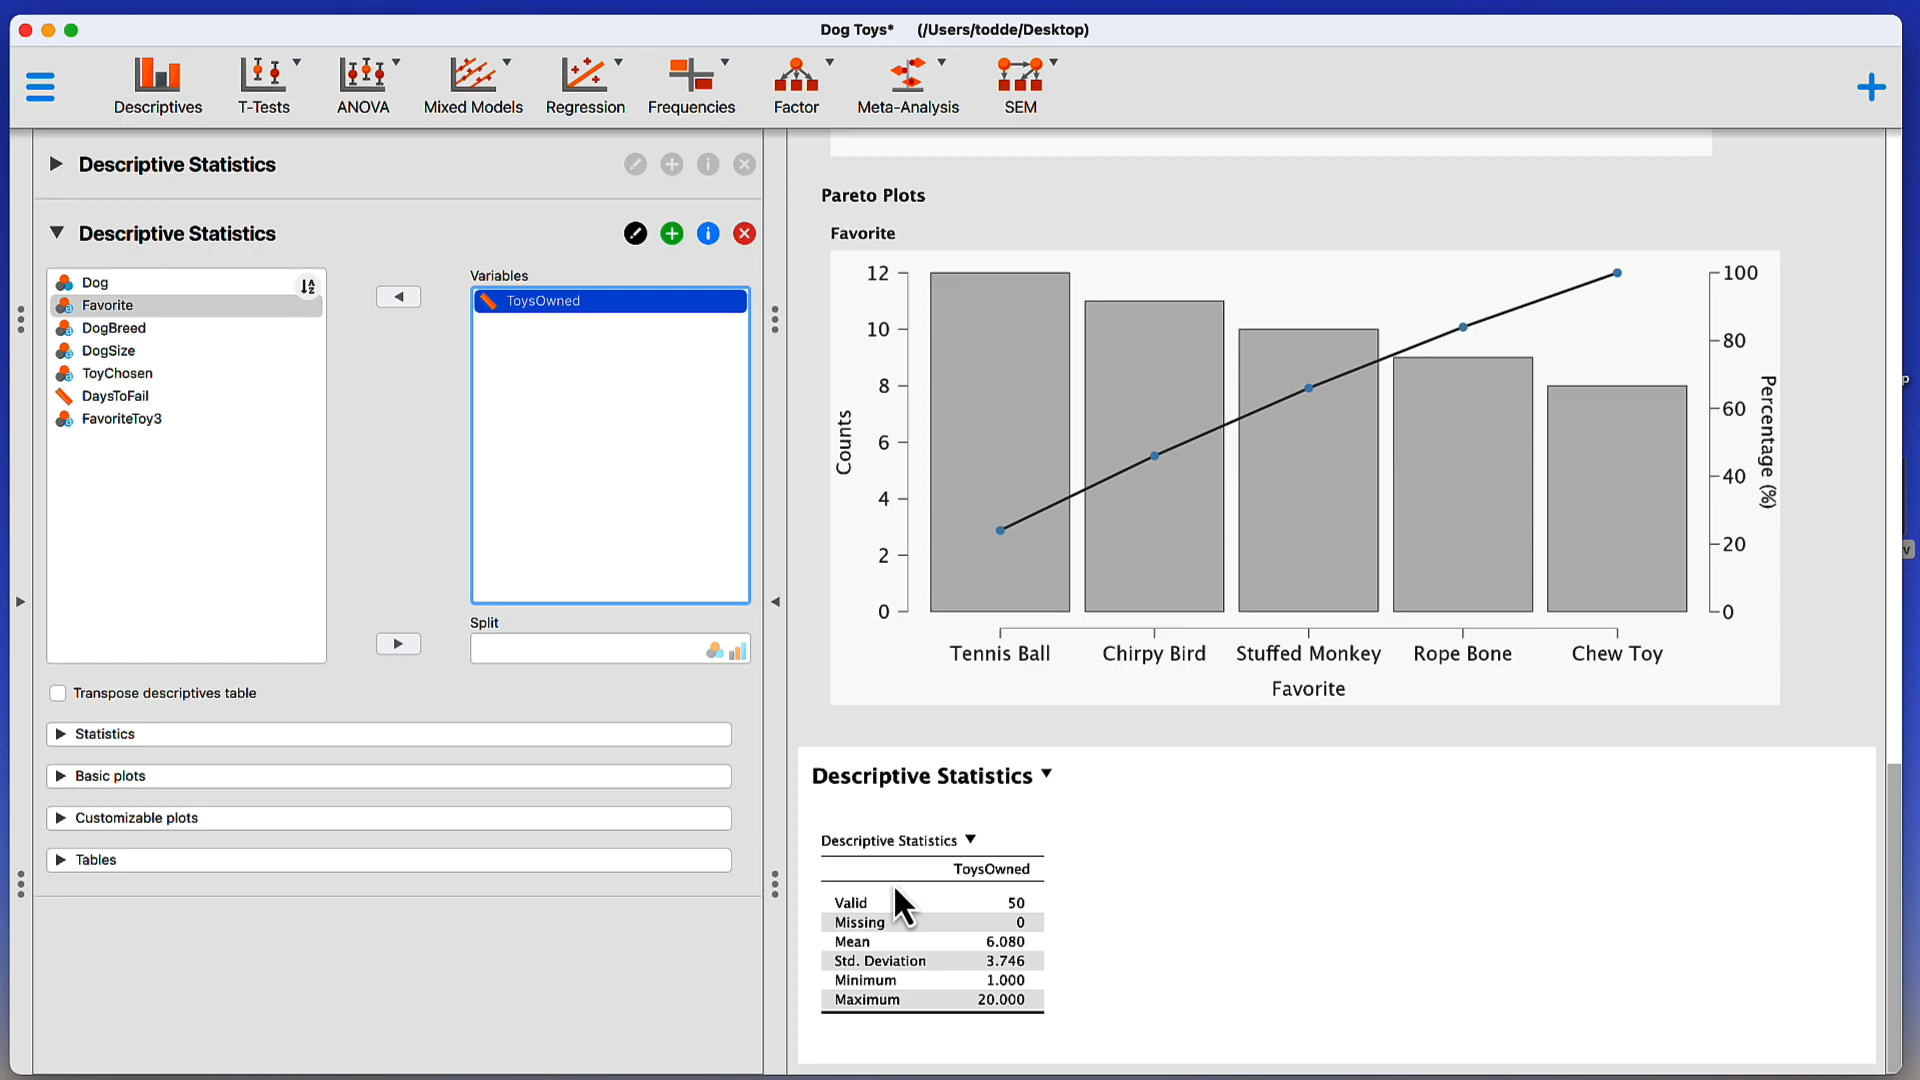 Dog Toys* (/Users/todde/Desktop)
Descriptives T-Tests ANOVA Mixed Models Regression Frequencies Factor Meta-Analysis SEM
Descriptive Statistics
Descriptive Statistics
Dog
Favorite
DogBreed
DogSize
ToyChosen
DaysToFail
FavoriteToy3
Variables
ToysOwned
Split
Transpose descriptives table
Statistics
Basic plots
Customizable plots
Tables
Pareto Plots
Favorite
Counts
12
10
8
6
4
2
0
100
80
60
40
20
0
Percentage (%)
Tennis Ball Chirpy Bird Stuffed Monkey Rope Bone Chew Toy
Favorite
Descriptive Statistics
Descriptive Statistics
ToysOwned
Valid 50
Missing 0
Mean 6.080
Std. Deviation 3.746
Minimum 1.000
Maximum 20.000